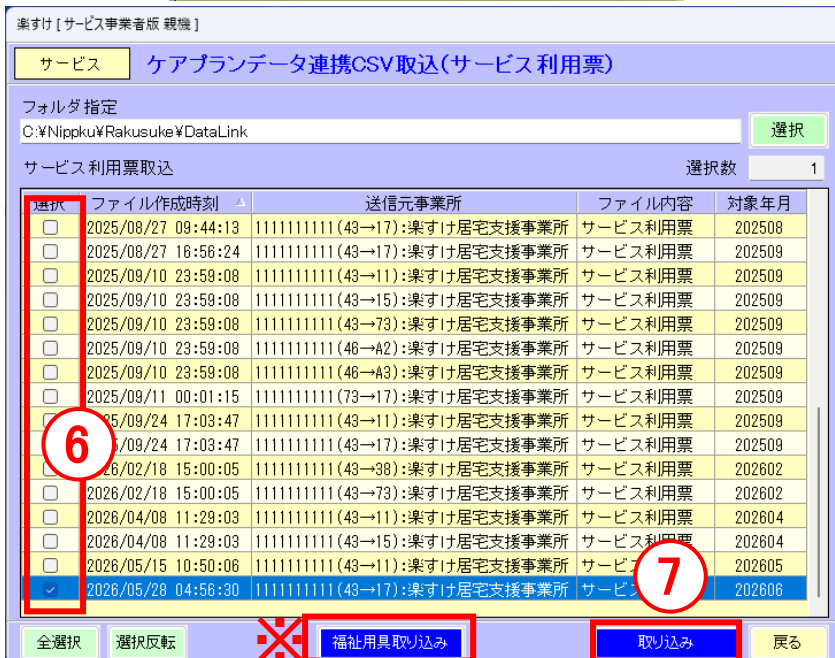 楽すけ [ サービス事業者版 親機 ]
サービス ケアプランデータ連携CSV取込(サービス利用票)
フォルダ指定
C:¥Nippku¥Rakusuke¥DataLink 選択
サービス利用票取込 選択数 1
選択 ファイル作成時刻 送信元事業所 ファイル内容 対象年月
2025/08/27 09:44:13 1111111111(43→17):楽すけ居宅支援事業所 サービス利用票 202508
2025/08/27 16:56:24 1111111111(43→17):楽すけ居宅支援事業所 サービス利用票 202509
2025/09/10 23:59:08 1111111111(43→11):楽すけ居宅支援事業所 サービス利用票 202509
2025/09/10 23:59:08 1111111111(43→15):楽すけ居宅支援事業所 サービス利用票 202509
2025/09/10 23:59:08 1111111111(43→73):楽すけ居宅支援事業所 サービス利用票 202509
2025/09/10 23:59:08 1111111111(46→A2):楽すけ居宅支援事業所 サービス利用票 202509
2025/09/10 23:59:08 1111111111(46→A3):楽すけ居宅支援事業所 サービス利用票 202509
2025/09/11 00:01:15 1111111111(73→17):楽すけ居宅支援事業所 サービス利用票 202509
5/09/24 17:03:47 1111111111(43→11):楽すけ居宅支援事業所 サービス利用票 202509
⑥ 5/09/24 17:03:47 1111111111(43→17):楽すけ居宅支援事業所 サービス利用票 202509
26/02/18 15:00:05 1111111111(43→38):楽すけ居宅支援事業所 サービス利用票 202602
2026/02/18 15:00:05 1111111111(43→73):楽すけ居宅支援事業所 サービス利用票 202602
2026/04/08 11:29:03 1111111111(43→11):楽すけ居宅支援事業所 サービス利用票 202604
2026/04/08 11:29:03 1111111111(43→15):楽すけ居宅支援事業所 サービス利用票 202604
2026/05/15 10:50:06 1111111111(43→11):楽すけ居宅支援事業所 サービス 202605
2026/05/28 04:56:30 1111111111(43→17):楽すけ居宅支援事業所 サービス ⑦ 202606
全選択 選択反転 ※ 福祉用具取り込み 取り込み 戻る